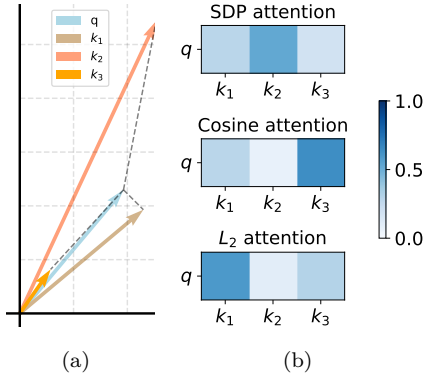 q
k₁
k₂
k₃
(a)
SDP attention
q
k₁ k₂ k₃
Cosine attention
q
k₁ k₂ k₃
L₂ attention
q
k₁ k₂ k₃
1.0
0.5
0.0
(b)